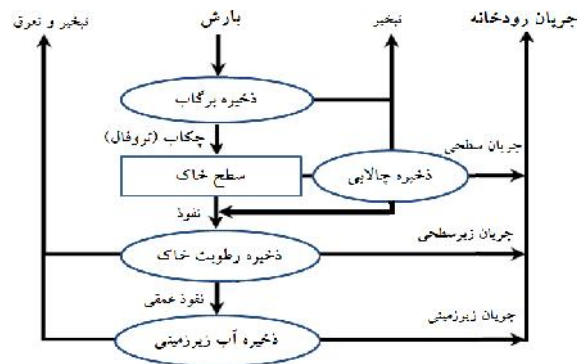 جریان رودخانه
تبخیر
بارش
تبخیر و تعرق
ذخیره برگاب
چکاب (تروفال)
جریان سطحی
ذخیره چالابی
سطح خاک
نفوذ
جریان زیرسطحی
ذخیره رطوبت خاک
نفوذ عمقی
جریان زیرزمینی
ذخیره آب زیرزمینی